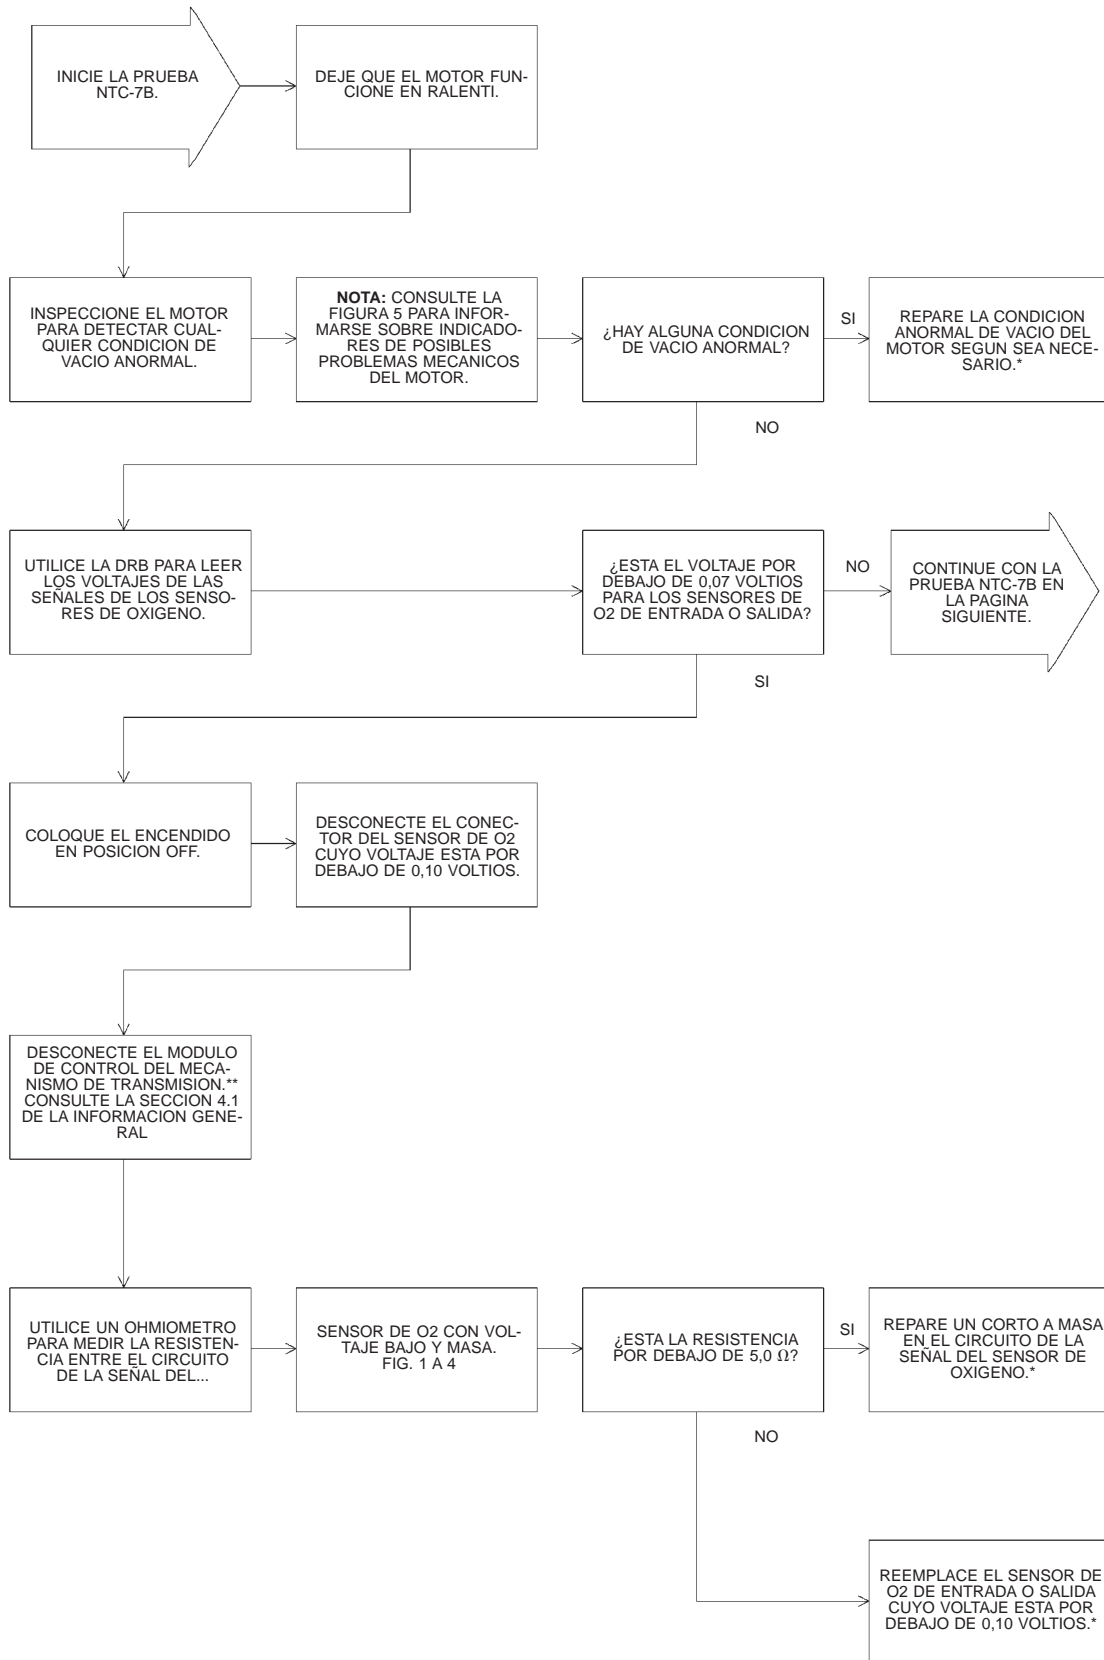 INICIE LA PRUEBA
NTC-7B.
DEJE QUE EL MOTOR FUN-
CIONE EN RALENTI.
INSPECCIONE EL MOTOR
PARA DETECTAR CUAL-
QUIER CONDICION DE
VACIO ANORMAL.
NOTA: CONSULTE LA
FIGURA 5 PARA INFOR-
MARSE SOBRE INDICADO-
RES DE POSIBLES
PROBLEMAS MECANICOS
DEL MOTOR.
¿HAY ALGUNA CONDICION
DE VACIO ANORMAL?
SI
REPARE LA CONDICION
ANORMAL DE VACIO DEL
MOTOR SEGUN SEA NECE-
SARIO.*
NO
UTILICE LA DRB PARA LEER
LOS VOLTAJES DE LAS
SEÑALES DE LOS SENSO-
RES DE OXIGENO.
¿ESTA EL VOLTAJE POR
DEBAJO DE 0,07 VOLTIOS
PARA LOS SENSORES DE
O2 DE ENTRADA O SALIDA?
NO
CONTINUE CON LA
PRUEBA NTC-7B EN
LA PAGINA
SIGUIENTE.
SI
COLOQUE EL ENCENDIDO
EN POSICION OFF.
DESCONECTE EL CONEC-
TOR DEL SENSOR DE O2
CUYO VOLTAJE ESTA POR
DEBAJO DE 0,10 VOLTIOS.
DESCONECTE EL MODULO
DE CONTROL DEL MECA-
NISMO DE TRANSMISION.**
CONSULTE LA SECCION 4.1
DE LA INFORMACION GENE-
RAL
UTILICE UN OHMIOMETRO
PARA MEDIR LA RESISTEN-
CIA ENTRE EL CIRCUITO
DE LA SEÑAL DEL...
SENSOR DE O2 CON VOL-
TAJE BAJO Y MASA.
FIG. 1 A 4
¿ESTA LA RESISTENCIA
POR DEBAJO DE 5,0 Ω?
SI
REPARE UN CORTO A MASA
EN EL CIRCUITO DE LA
SEÑAL DEL SENSOR DE
OXIGENO.*
NO
REEMPLACE EL SENSOR DE
O2 DE ENTRADA O SALIDA
CUYO VOLTAJE ESTA POR
DEBAJO DE 0,10 VOLTIOS.*